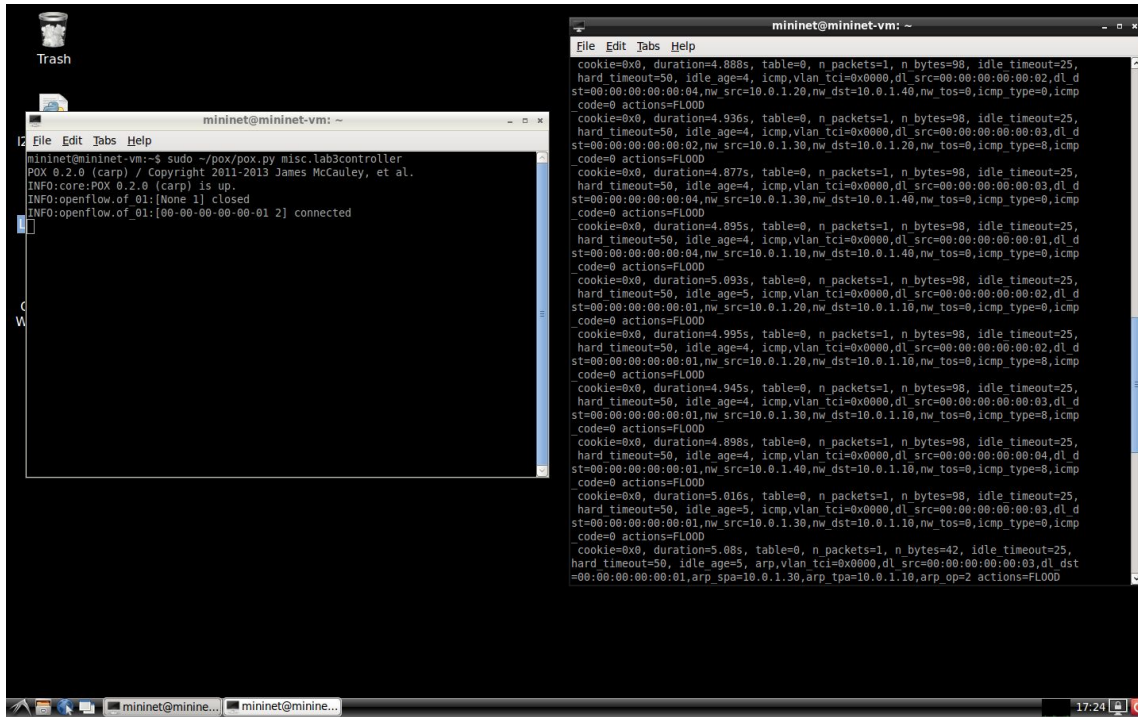 Trash
mininet@mininet-vm: ~
File Edit Tabs Help
mininet@mininet-vm:~$ sudo ~/pox/pox.py misc.lab3controller
POX 0.2.0 (carp) / Copyright 2011-2013 James McCauley, et al.
INFO:core:POX 0.2.0 (carp) is up.
INFO:openflow.of_01:[None 1] closed
INFO:openflow.of_01:[00-00-00-00-00-01 2] connected
mininet@mininet-vm: ~
File Edit Tabs Help
cookie=0x0, duration=4.888s, table=0, n_packets=1, n_bytes=98, idle_timeout=25,
hard_timeout=50, idle_age=4, icmp,vlan_tci=0x0000,dl_src=00:00:00:00:00:02,dl_d
st=00:00:00:00:00:04,nw_src=10.0.1.20,nw_dst=10.0.1.40,nw_tos=0,icmp_type=0,icmp
_code=0 actions=FLOOD
cookie=0x0, duration=4.936s, table=0, n_packets=1, n_bytes=98, idle_timeout=25,
hard_timeout=50, idle_age=4, icmp,vlan_tci=0x0000,dl_src=00:00:00:00:00:03,dl_d
st=00:00:00:00:00:02,nw_src=10.0.1.30,nw_dst=10.0.1.20,nw_tos=0,icmp_type=8,icmp
_code=0 actions=FLOOD
cookie=0x0, duration=4.877s, table=0, n_packets=1, n_bytes=98, idle_timeout=25,
hard_timeout=50, idle_age=4, icmp,vlan_tci=0x0000,dl_src=00:00:00:00:00:03,dl_d
st=00:00:00:00:00:04,nw_src=10.0.1.30,nw_dst=10.0.1.40,nw_tos=0,icmp_type=0,icmp
_code=0 actions=FLOOD
cookie=0x0, duration=4.895s, table=0, n_packets=1, n_bytes=98, idle_timeout=25,
hard_timeout=50, idle_age=4, icmp,vlan_tci=0x0000,dl_src=00:00:00:00:00:01,dl_d
st=00:00:00:00:00:04,nw_src=10.0.1.10,nw_dst=10.0.1.40,nw_tos=0,icmp_type=0,icmp
_code=0 actions=FLOOD
cookie=0x0, duration=5.093s, table=0, n_packets=1, n_bytes=98, idle_timeout=25,
hard_timeout=50, idle_age=5, icmp,vlan_tci=0x0000,dl_src=00:00:00:00:00:02,dl_d
st=00:00:00:00:00:01,nw_src=10.0.1.20,nw_dst=10.0.1.10,nw_tos=0,icmp_type=0,icmp
_code=0 actions=FLOOD
cookie=0x0, duration=4.995s, table=0, n_packets=1, n_bytes=98, idle_timeout=25,
hard_timeout=50, idle_age=4, icmp,vlan_tci=0x0000,dl_src=00:00:00:00:00:02,dl_d
st=00:00:00:00:00:01,nw_src=10.0.1.20,nw_dst=10.0.1.10,nw_tos=0,icmp_type=8,icmp
_code=0 actions=FLOOD
cookie=0x0, duration=4.945s, table=0, n_packets=1, n_bytes=98, idle_timeout=25,
hard_timeout=50, idle_age=4, icmp,vlan_tci=0x0000,dl_src=00:00:00:00:00:03,dl_d
st=00:00:00:00:00:01,nw_src=10.0.1.30,nw_dst=10.0.1.10,nw_tos=0,icmp_type=8,icmp
_code=0 actions=FLOOD
cookie=0x0, duration=4.898s, table=0, n_packets=1, n_bytes=98, idle_timeout=25,
hard_timeout=50, idle_age=4, icmp,vlan_tci=0x0000,dl_src=00:00:00:00:00:04,dl_d
st=00:00:00:00:00:01,nw_src=10.0.1.40,nw_dst=10.0.1.10,nw_tos=0,icmp_type=8,icmp
_code=0 actions=FLOOD
cookie=0x0, duration=5.016s, table=0, n_packets=1, n_bytes=98, idle_timeout=25,
hard_timeout=50, idle_age=5, icmp,vlan_tci=0x0000,dl_src=00:00:00:00:00:03,dl_d
st=00:00:00:00:00:01,nw_src=10.0.1.30,nw_dst=10.0.1.10,nw_tos=0,icmp_type=0,icmp
_code=0 actions=FLOOD
cookie=0x0, duration=5.08s, table=0, n_packets=1, n_bytes=42, idle_timeout=25,
hard_timeout=50, idle_age=5, arp,vlan_tci=0x0000,dl_src=00:00:00:00:00:03,dl_dst
=00:00:00:00:00:01,arp_spa=10.0.1.30,arp_tpa=10.0.1.10,arp_op=2 actions=FLOOD
mininet@minine...
mininet@minine...
17:24